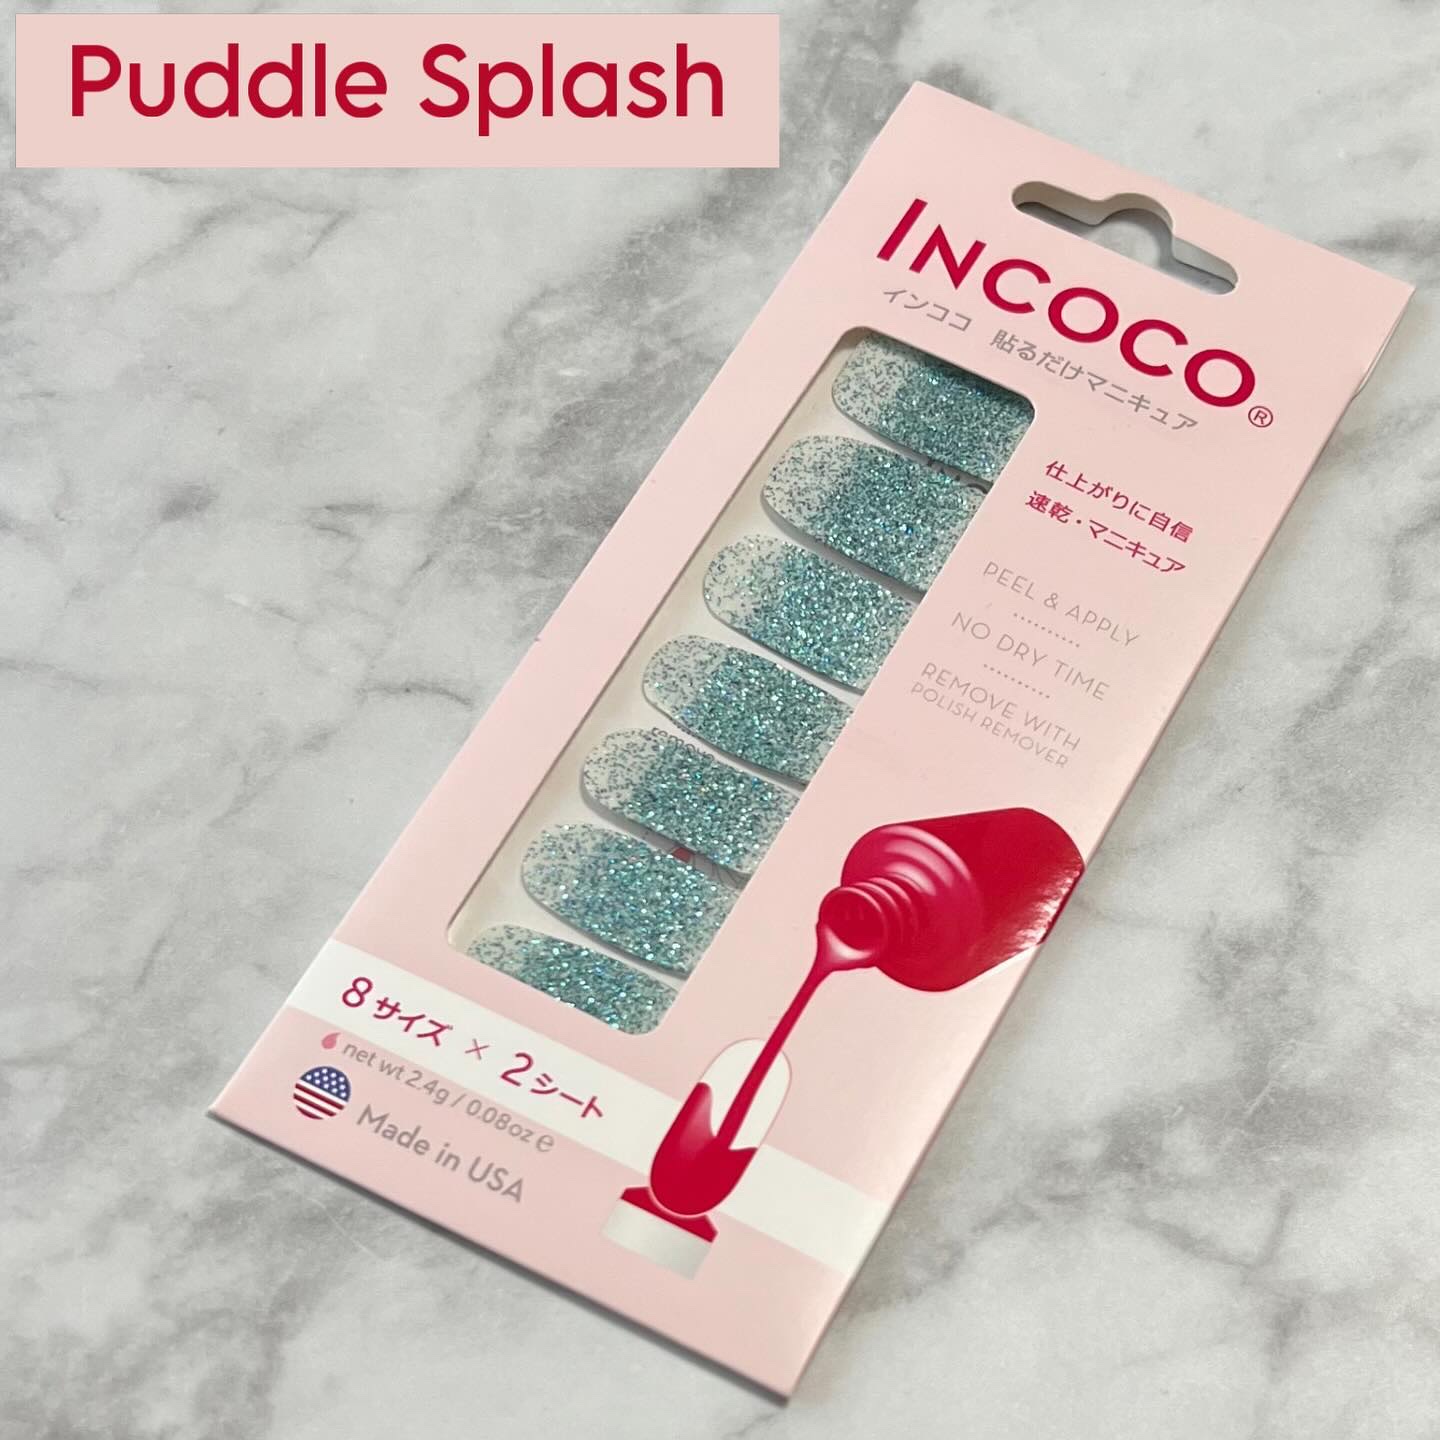 Puddle Splash
INCOCO®
インココ 貼るだけマニキュア
仕上がりに自信
速乾・マニキュア
PEEL & APPLY
NO DRY TIME
REMOVE WITH
POLISH REMOVER
remove
8サイズ × 2シート
net wt 2.4g / 0.08oz ℮
Made in USA